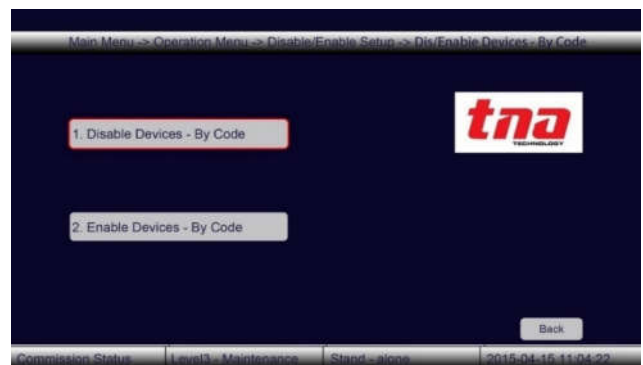 Main Menu -> Operation Menu -> Disable/Enable Setup -> Dis/Enable Devices - By Code
1. Disable Devices - By Code
tna
TECHNOLOGY
2. Enable Devices - By Code
Back
Commission Status Level3 - Maintenance Stand - alone 2015-04-15 11:04:22